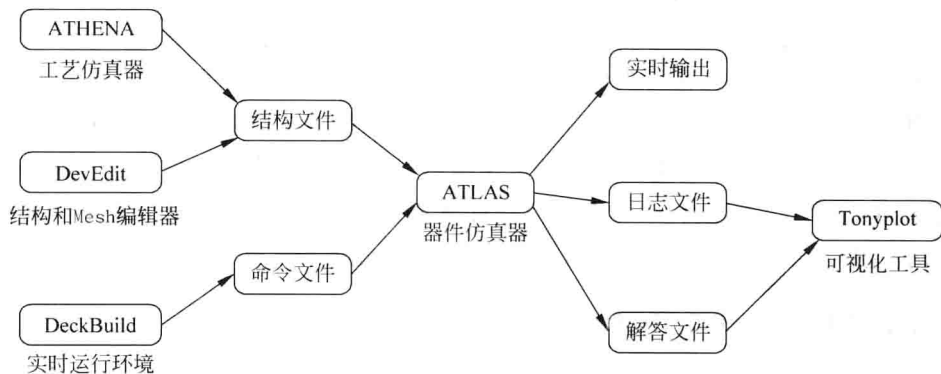 ATHENA
工艺仿真器
DevEdit
结构和Mesh编辑器
DeckBuild
实时运行环境
结构文件
命令文件
ATLAS
器件仿真器
实时输出
日志文件
解答文件
Tonyplot
可视化工具